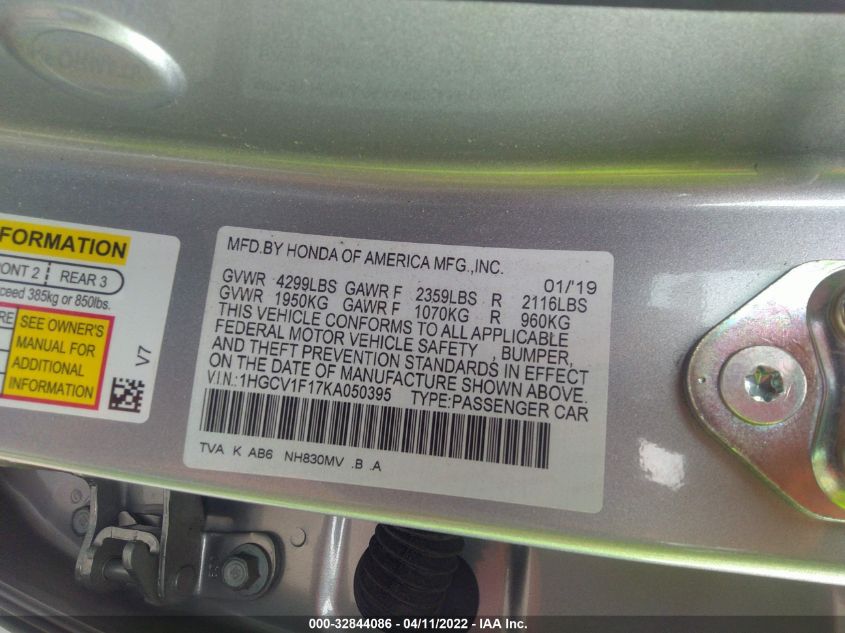 FORMATION
ONT 2 REAR 3
ceed 385kg or 850lbs.
RE
SEE OWNER'S
MANUAL FOR
ADDITIONAL
INFORMATION
V7
MFD.BY HONDA OF AMERICA MFG.,INC. 01/'19
GVWR 4299LBS GAWR F 2359LBS R 2116LBS
GVWR 1950KG GAWR F 1070KG R 960KG
THIS VEHICLE CONFORMS TO ALL APPLICABLE
FEDERAL MOTOR VEHICLE SAFETY , BUMPER,
AND THEFT PREVENTION STANDARDS IN EFFECT
ON THE DATE OF MANUFACTURE SHOWN ABOVE.
V.I.N.:1HGCV1F17KA050395 TYPE:PASSENGER CAR
TVA K AB6 NH830MV .B .A
000-32844086 - 04/11/2022 - IAA Inc.